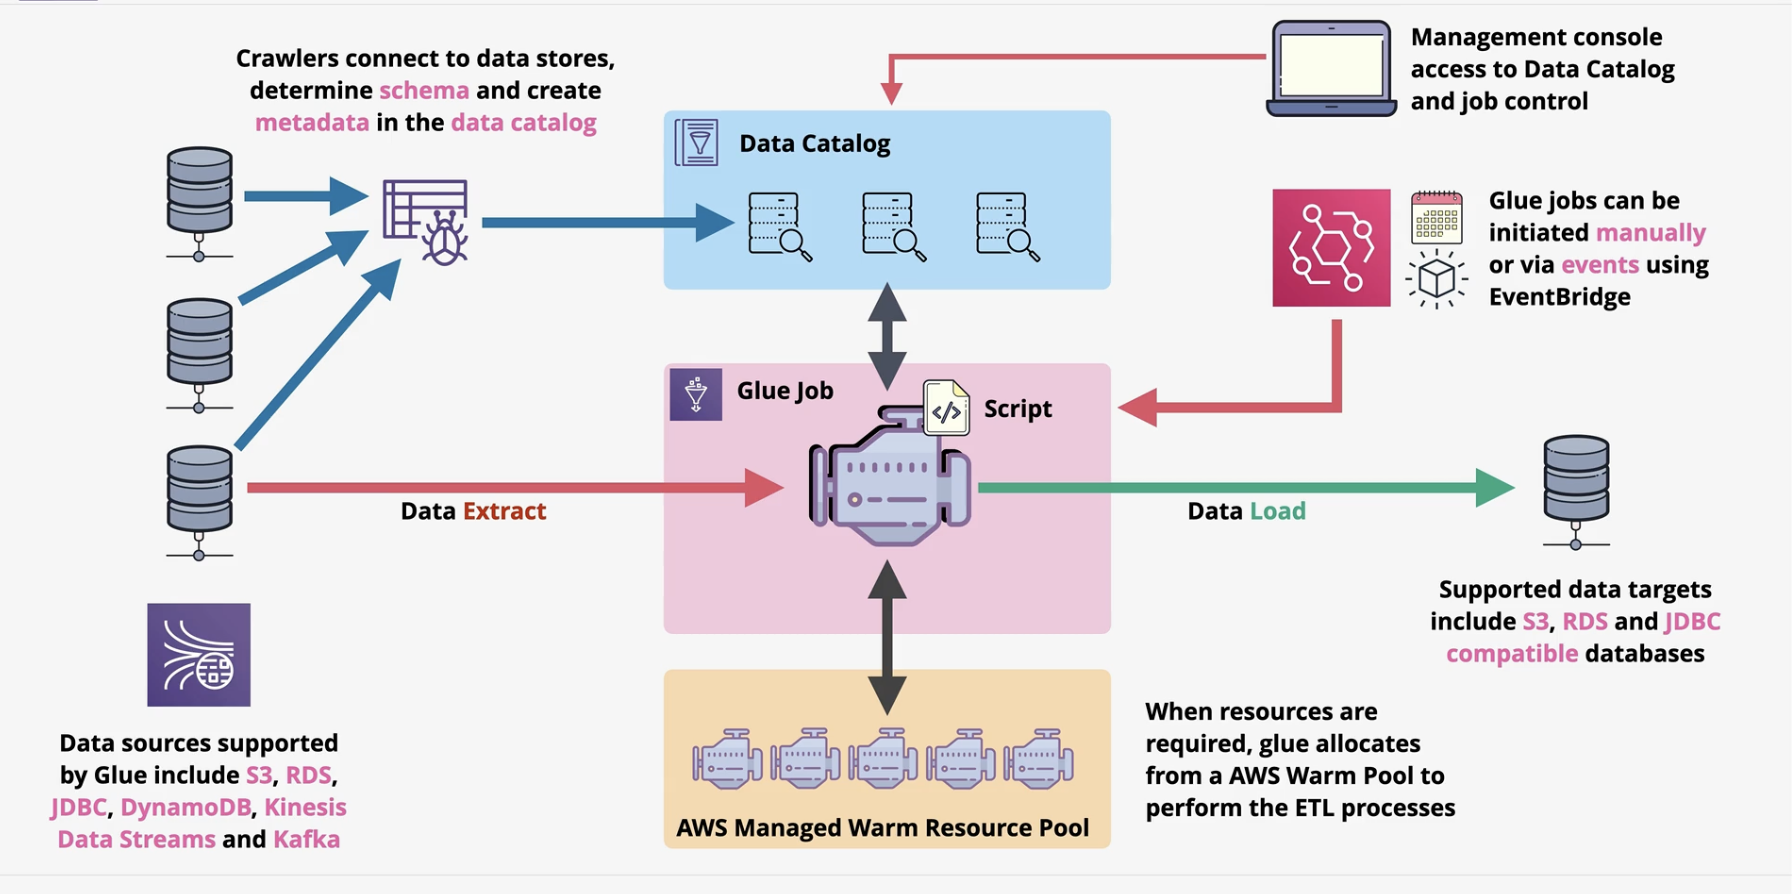 Crawlers connect to data stores,
determine schema and create
metadata in the data catalog
Management console
access to Data Catalog
and job control
Data Catalog
Glue jobs can be
initiated manually
or via events using
EventBridge
Glue Job
</>
Script
Data Extract
Data Load
Supported data targets
include S3, RDS and JDBC
compatible databases
Data sources supported
by Glue include S3, RDS,
JDBC, DynamoDB, Kinesis
Data Streams and Kafka
When resources are
required, glue allocates
from a AWS Warm Pool to
perform the ETL processes
AWS Managed Warm Resource Pool